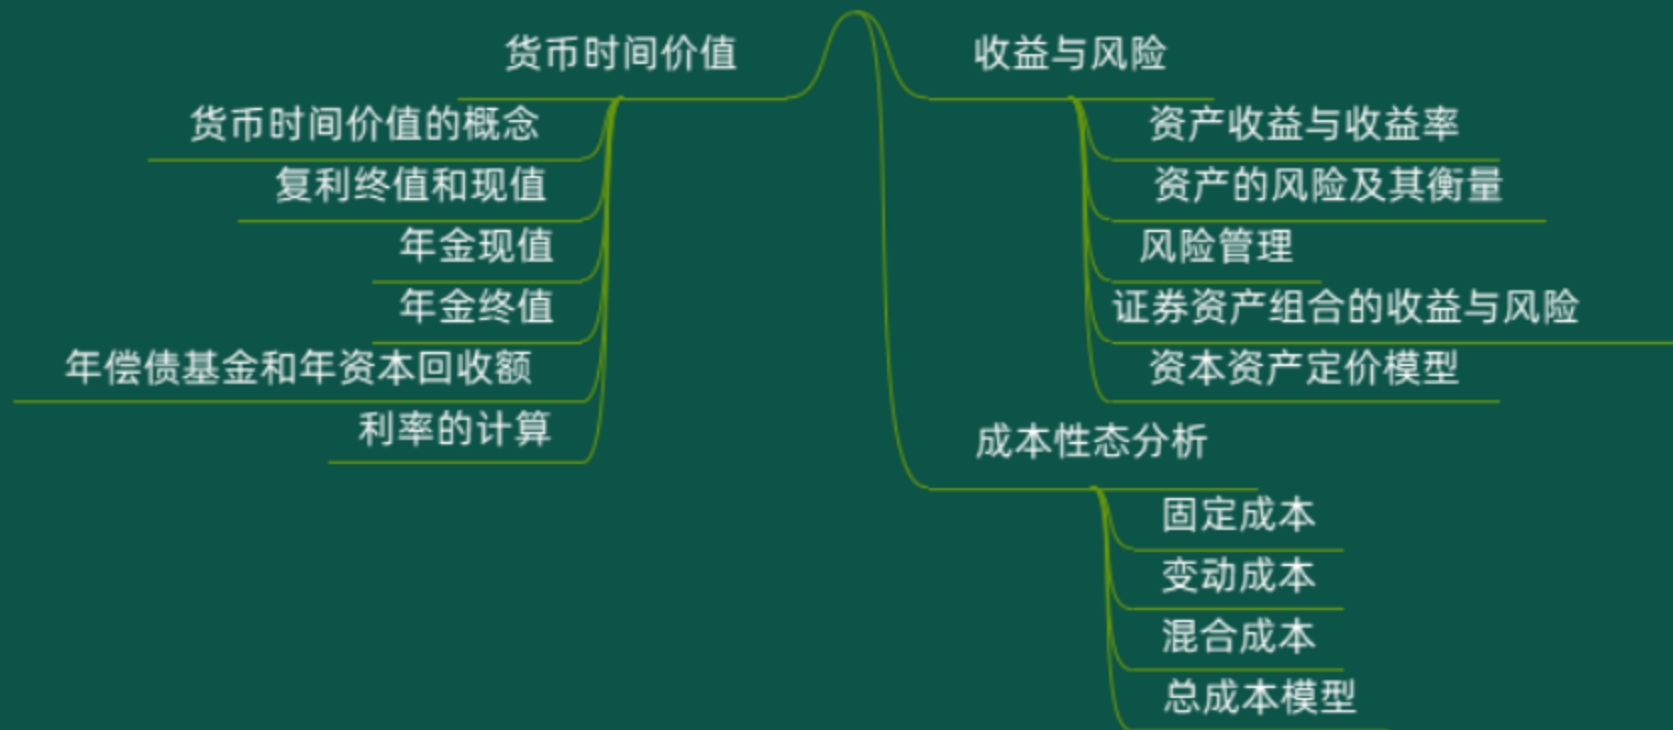 货币时间价值
货币时间价值的概念
复利终值和现值
年金现值
年金终值
年偿债基金和年资本回收额
利率的计算
收益与风险
资产收益与收益率
资产的风险及其衡量
风险管理
证券资产组合的收益与风险
资本资产定价模型
成本性态分析
固定成本
变动成本
混合成本
总成本模型